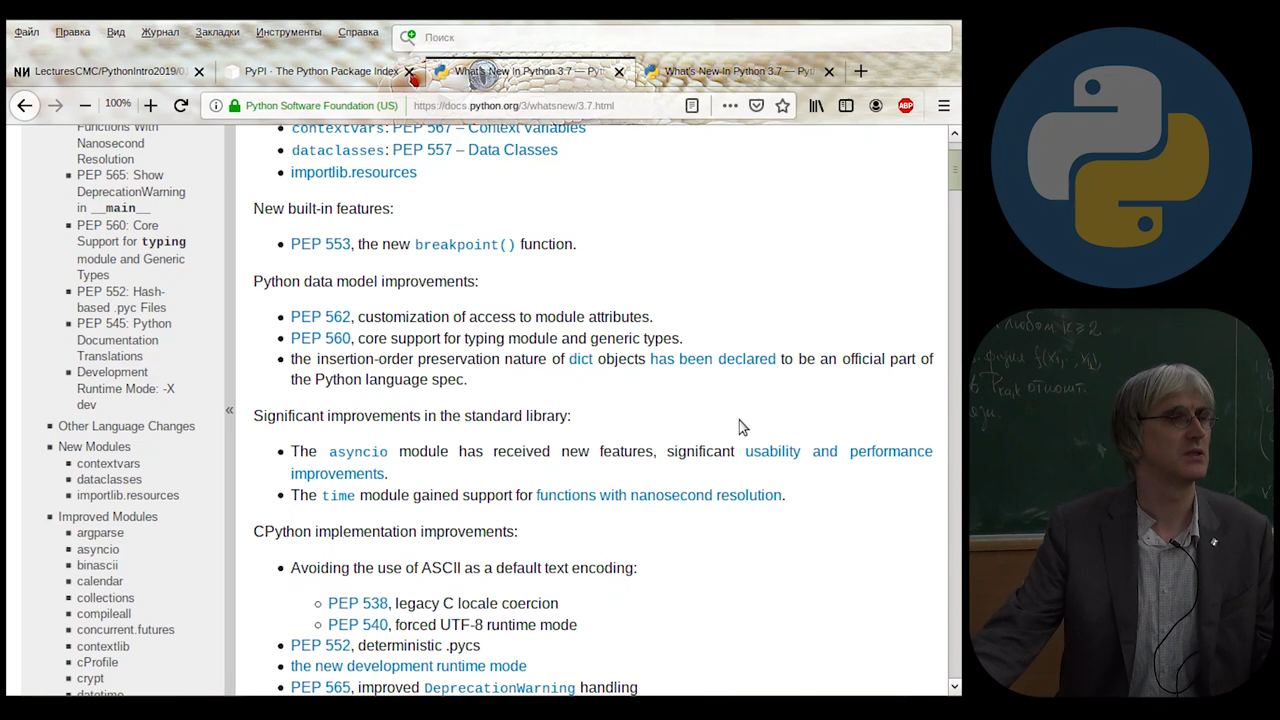 Файл Правка Вид Журнал Закладки Инструменты Справка Поиск
LecturesCMC/PythonIntro2019/0 PyPI · The Python Package Index What's New In Python 3.7 — Pyt What's New In Python 3.7 — Pyt
100% Python Software Foundation (US) https://docs.python.org/3/whatsnew/3.7.html ABP
Functions With
Nanosecond
Resolution
PEP 565: Show
DeprecationWarning
in __main__
PEP 560: Core
Support for typing
module and Generic
Types
PEP 552: Hash-
based .pyc Files
PEP 545: Python
Documentation
Translations
Development
Runtime Mode: -X
dev
Other Language Changes
New Modules
contextvars
dataclasses
importlib.resources
Improved Modules
argparse
asyncio
binascii
calendar
collections
compileall
concurrent.futures
contextlib
cProfile
crypt
datetime
«
contextvars: PEP 567 – Context Variables
dataclasses: PEP 557 – Data Classes
importlib.resources
New built-in features:
PEP 553, the new breakpoint() function.
Python data model improvements:
PEP 562, customization of access to module attributes.
PEP 560, core support for typing module and generic types.
the insertion-order preservation nature of dict objects has been declared to be an official part of
the Python language spec.
Significant improvements in the standard library:
The asyncio module has received new features, significant usability and performance
improvements.
The time module gained support for functions with nanosecond resolution.
CPython implementation improvements:
Avoiding the use of ASCII as a default text encoding:
PEP 538, legacy C locale coercion
PEP 540, forced UTF-8 runtime mode
PEP 552, deterministic .pycs
the new development runtime mode
PEP 565, improved DeprecationWarning handling
любом k ≥ 2